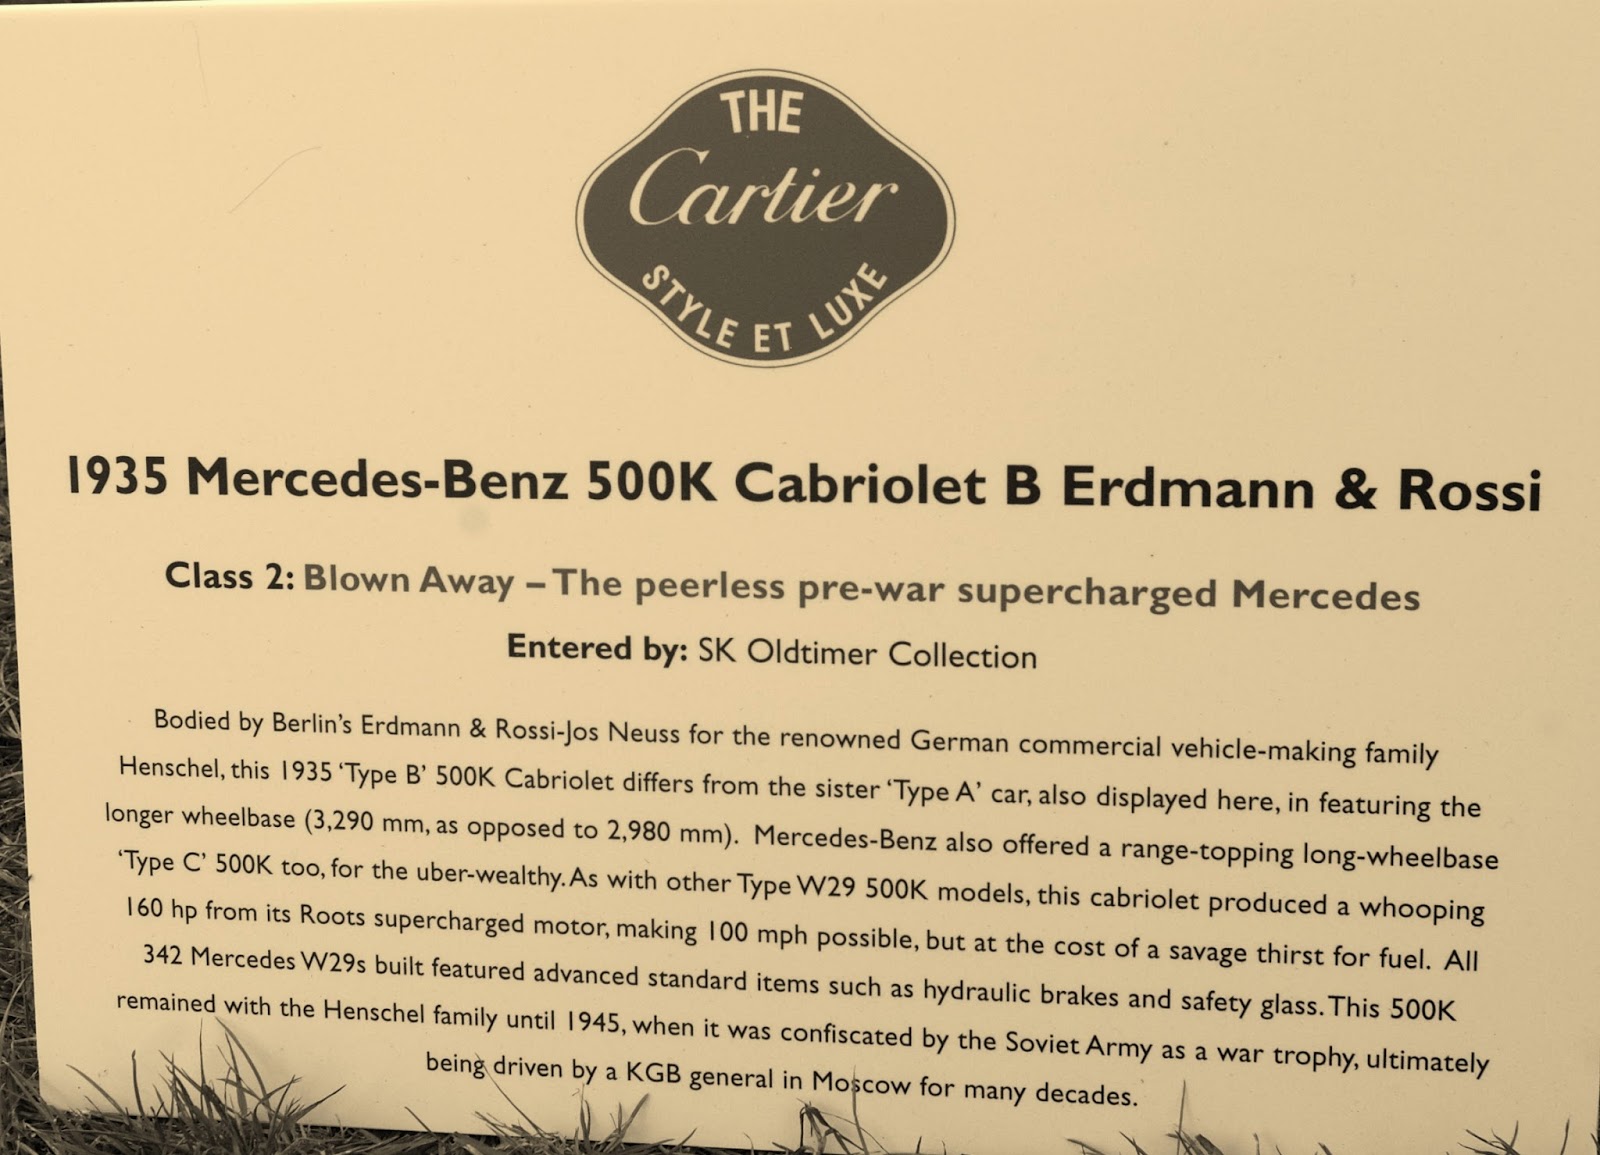 THE
Cartier
STYLE ET LUXE
1935 Mercedes-Benz 500K Cabriolet B Erdmann & Rossi
Class 2: Blown Away – The peerless pre-war supercharged Mercedes
Entered by: SK Oldtimer Collection
Bodied by Berlin's Erdmann & Rossi-Jos Neuss for the renowned German commercial vehicle-making family
Henschel, this 1935 'Type B' 500K Cabriolet differs from the sister 'Type A' car, also displayed here, in featuring the
longer wheelbase (3,290 mm, as opposed to 2,980 mm). Mercedes-Benz also offered a range-topping long-wheelbase
'Type C' 500K too, for the uber-wealthy. As with other Type W29 500K models, this cabriolet produced a whooping
160 hp from its Roots supercharged motor, making 100 mph possible, but at the cost of a savage thirst for fuel. All
342 Mercedes W29s built featured advanced standard items such as hydraulic brakes and safety glass. This 500K
remained with the Henschel family until 1945, when it was confiscated by the Soviet Army as a war trophy, ultimately
being driven by a KGB general in Moscow for many decades.